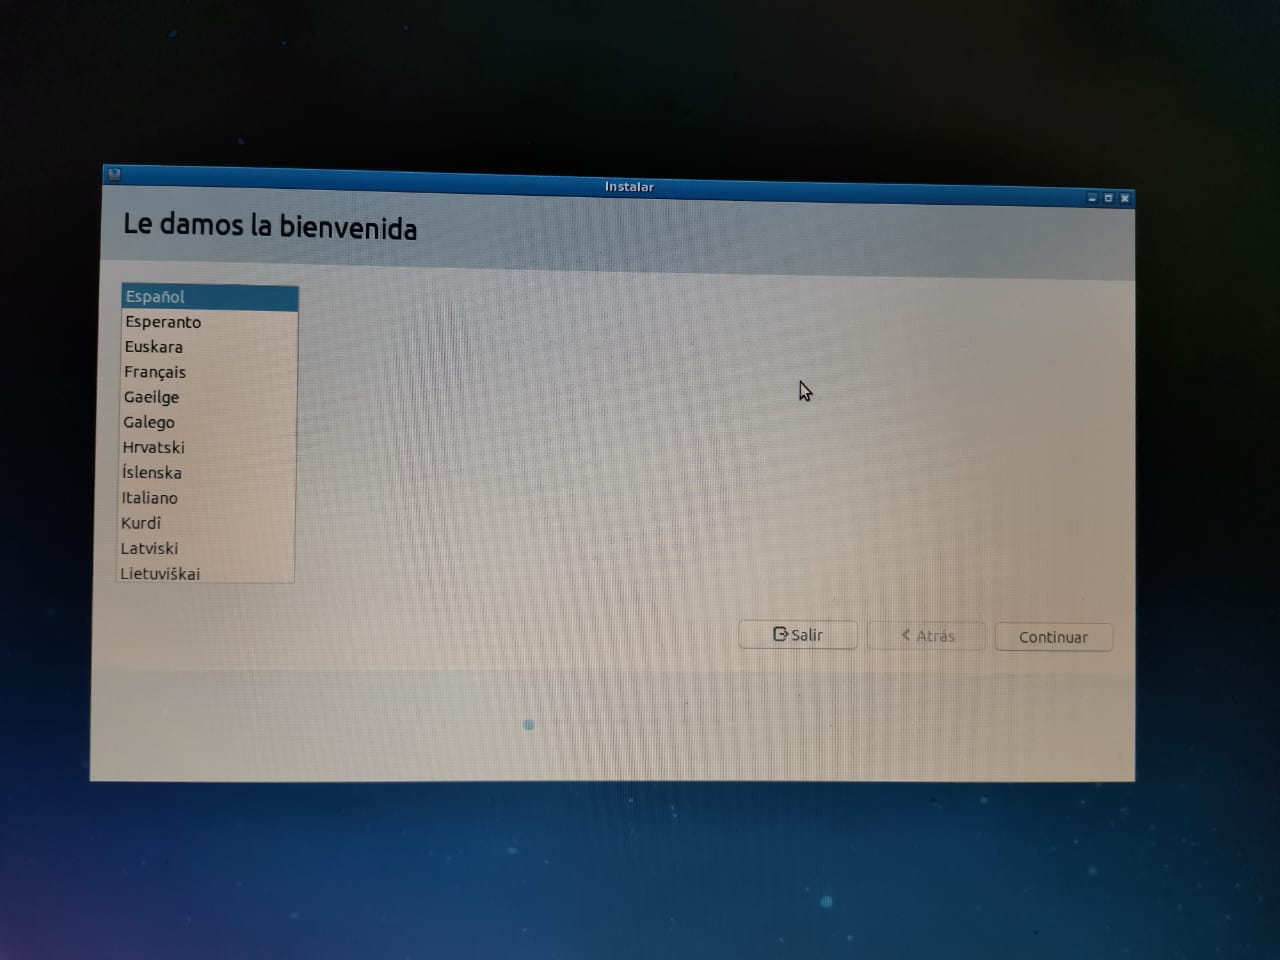 Instalar
Le damos la bienvenida
Español
Esperanto
Euskara
Français
Gaeilge
Galego
Hrvatski
Íslenska
Italiano
Kurdî
Latviski
Lietuviškai
Salir
Atrás
Continuar